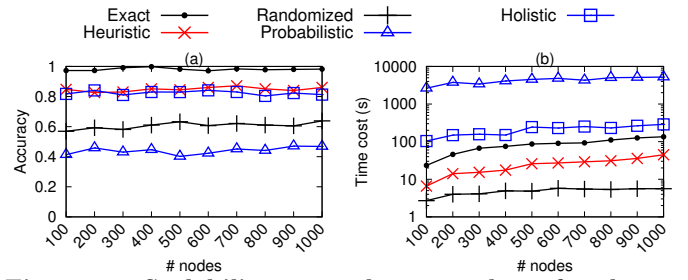 Exact
Heuristic
Randomized
Probabilistic
Holistic
(a)
Accuracy
1
0.8
0.6
0.4
0.2
0
100
200
300
400
500
600
700
800
900
1000
# nodes
(b)
Time cost (s)
10000
1000
100
10
1
100
200
300
400
500
600
700
800
900
1000
# nodes